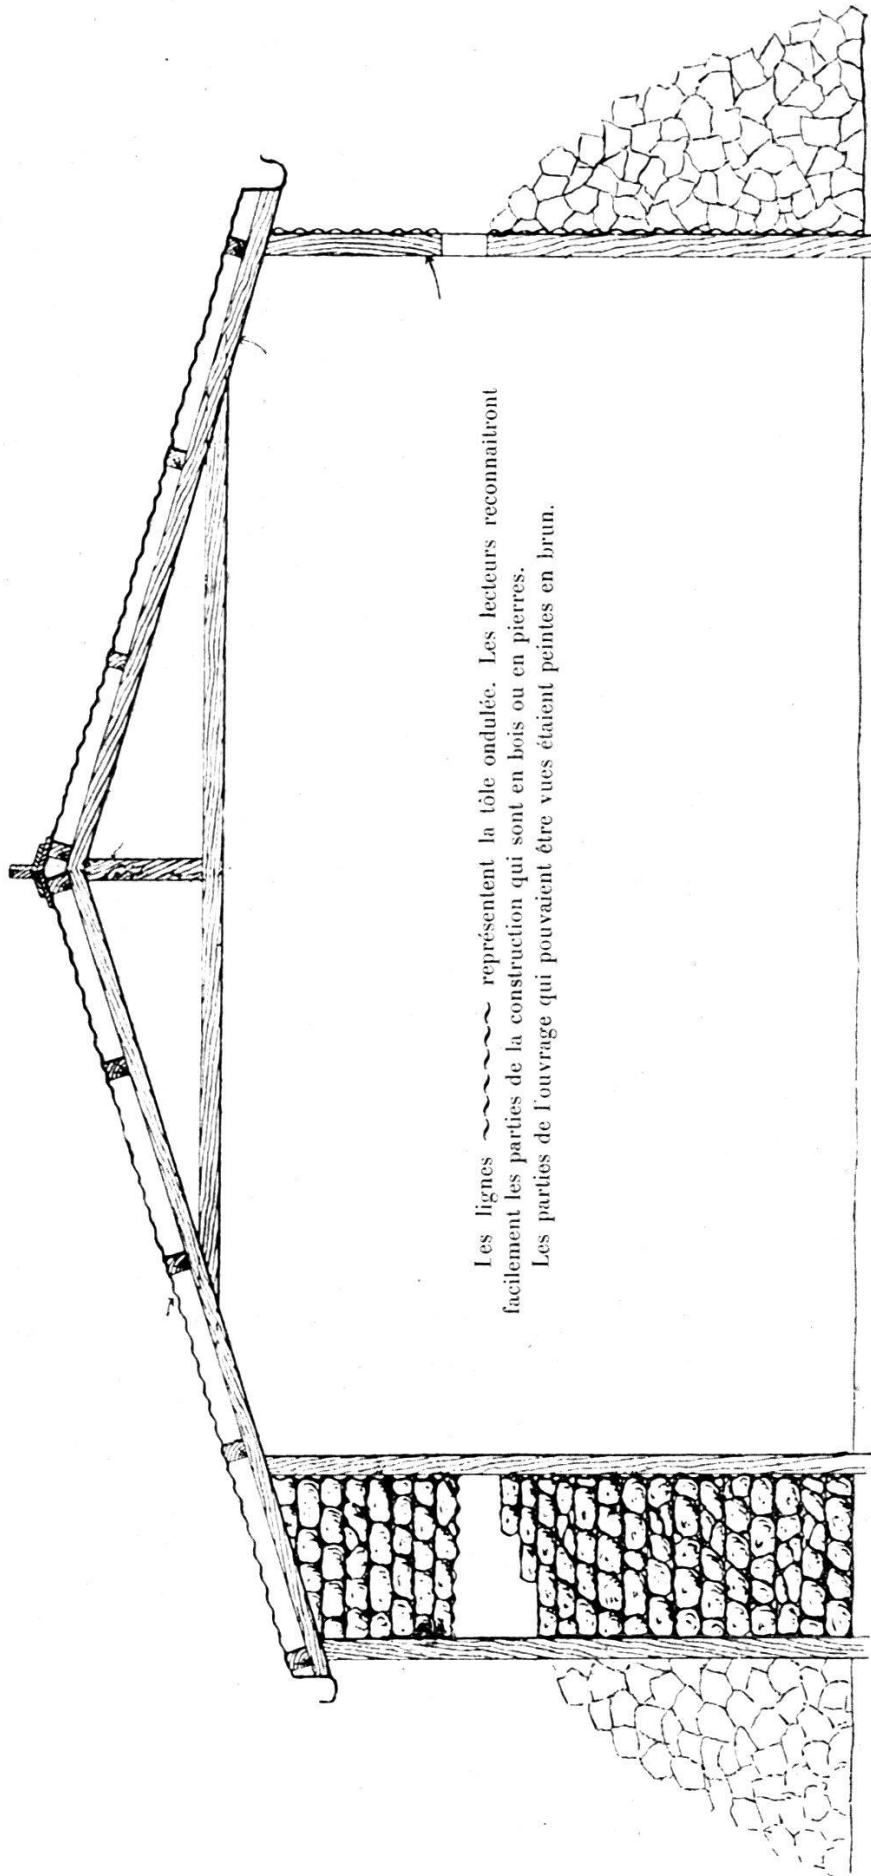 Les lignes ~~~~~~ représentent la tôle ondulée. Les lecteurs reconnaitront
facilement les parties de la construction qui sont en bois ou en pierres.
Les parties de l'ouvrage qui pouvaient être vues étaient peintes en brun.